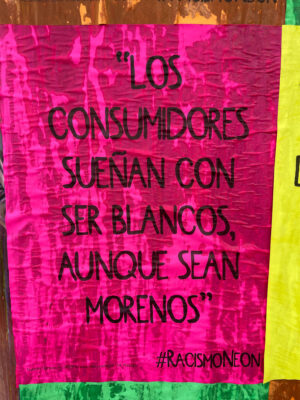 “LOS
CONSUMIDORES
SUEÑAN CON
SER BLANCOS,
AUNQUE SEAN
MORENOS”
#RACISMONEON